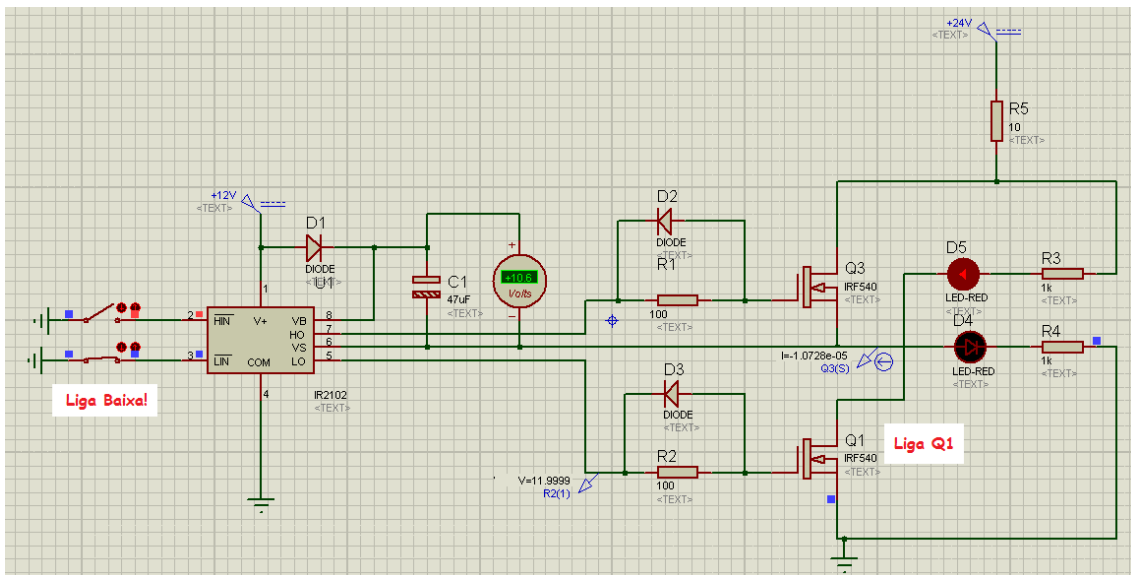 +24V
<TEXT>
R5
10
<TEXT>
+12V
<TEXT>
D1
DIODE
<TEXT>
U1
C1
47uF
<TEXT>
+
+10.6
Volts
−
D2
DIODE
<TEXT>
R1
100
<TEXT>
Q3
IRF540
<TEXT>
D5
LED-RED
<TEXT>
R3
1k
<TEXT>
D4
LED-RED
<TEXT>
R4
1k
<TEXT>
1
2
HIN
V+
VB
8
HO
7
VS
6
3
LIN
COM
LO
5
4
IR2102
<TEXT>
Liga Baixa!
I=-1.0728e-05
Q3(S)
D3
DIODE
<TEXT>
R2
100
<TEXT>
V=11.9999
R2(1)
Q1
IRF540
<TEXT>
Liga Q1